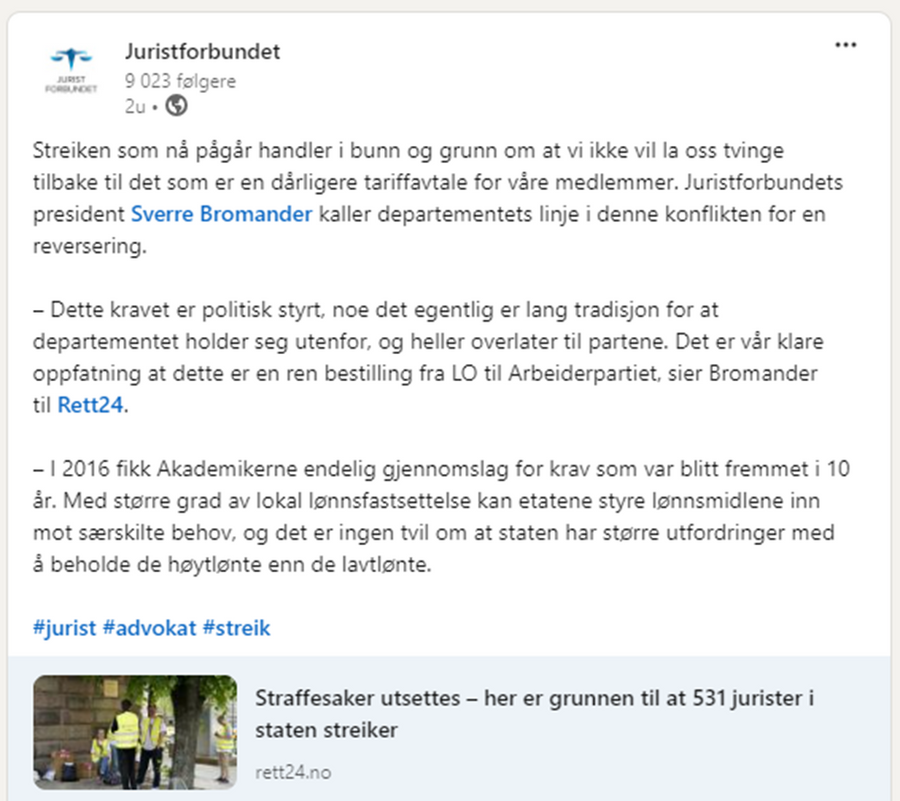 Juristforbundet
JURIST
FORBUNDET
9 023 følgere
2u •
Streiken som nå pågår handler i bunn og grunn om at vi ikke vil la oss tvinge
tilbake til det som er en dårligere tariffavtale for våre medlemmer. Juristforbundets
president Sverre Bromander kaller departementets linje i denne konflikten for en
reversering.
– Dette kravet er politisk styrt, noe det egentlig er lang tradisjon for at
departementet holder seg utenfor, og heller overlater til partene. Det er vår klare
oppfatning at dette er en ren bestilling fra LO til Arbeiderpartiet, sier Bromander
til Rett24.
– I 2016 fikk Akademikerne endelig gjennomslag for krav som var blitt fremmet i 10
år. Med større grad av lokal lønnsfastsettelse kan etatene styre lønnsmidlene inn
mot særskilte behov, og det er ingen tvil om at staten har større utfordringer med
å beholde de høytlønte enn de lavtlønte.
#jurist #advokat #streik
Straffesaker utsettes – her er grunnen til at 531 jurister i
staten streiker
rett24.no